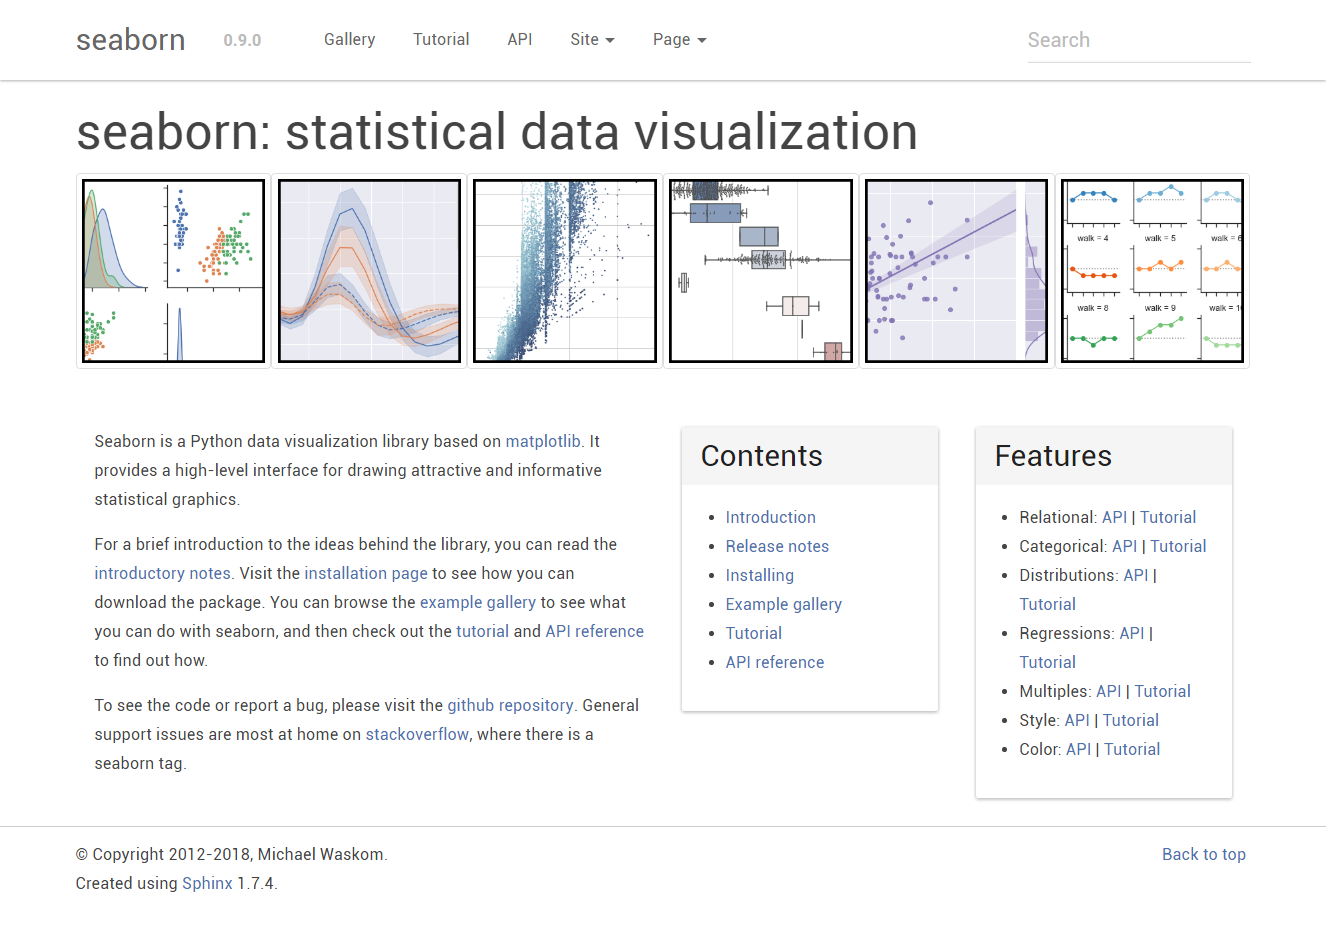 seaborn 0.9.0 Gallery Tutorial API Site Page Search
seaborn: statistical data visualization
walk = 4 walk = 5 walk = 6
walk = 8 walk = 9
Seaborn is a Python data visualization library based on matplotlib. It
provides a high-level interface for drawing attractive and informative
statistical graphics.
For a brief introduction to the ideas behind the library, you can read the
introductory notes. Visit the installation page to see how you can
download the package. You can browse the example gallery to see what
you can do with seaborn, and then check out the tutorial and API reference
to find out how.
To see the code or report a bug, please visit the github repository. General
support issues are most at home on stackoverflow, where there is a
seaborn tag.
Contents
Introduction
Release notes
Installing
Example gallery
Tutorial
API reference
Features
Relational: API | Tutorial
Categorical: API | Tutorial
Distributions: API |
Tutorial
Regressions: API |
Tutorial
Multiples: API | Tutorial
Style: API | Tutorial
Color: API | Tutorial
© Copyright 2012-2018, Michael Waskom.
Back to top
Created using Sphinx 1.7.4.